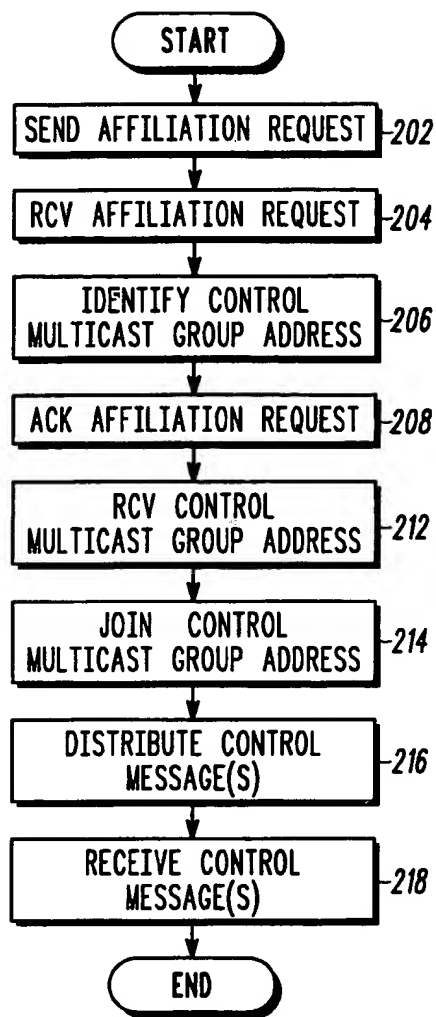 START
SEND AFFILIATION REQUEST 202
RCV AFFILIATION REQUEST 204
IDENTIFY CONTROL
MULTICAST GROUP ADDRESS 206
ACK AFFILIATION REQUEST 208
RCV CONTROL
MULTICAST GROUP ADDRESS 212
JOIN CONTROL
MULTICAST GROUP ADDRESS 214
DISTRIBUTE CONTROL
MESSAGE(S) 216
RECEIVE CONTROL
MESSAGE(S) 218
END